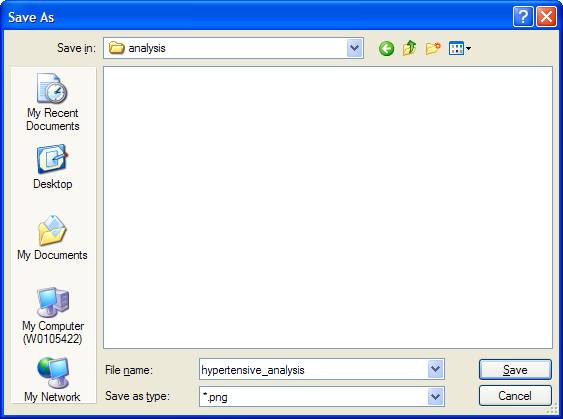 Save As
Save in:
analysis
My Recent
Documents
Desktop
My Documents
My Computer
(W0105422)
My Network
File name:
hypertensive_analysis
Save
Save as type:
*.png
Cancel